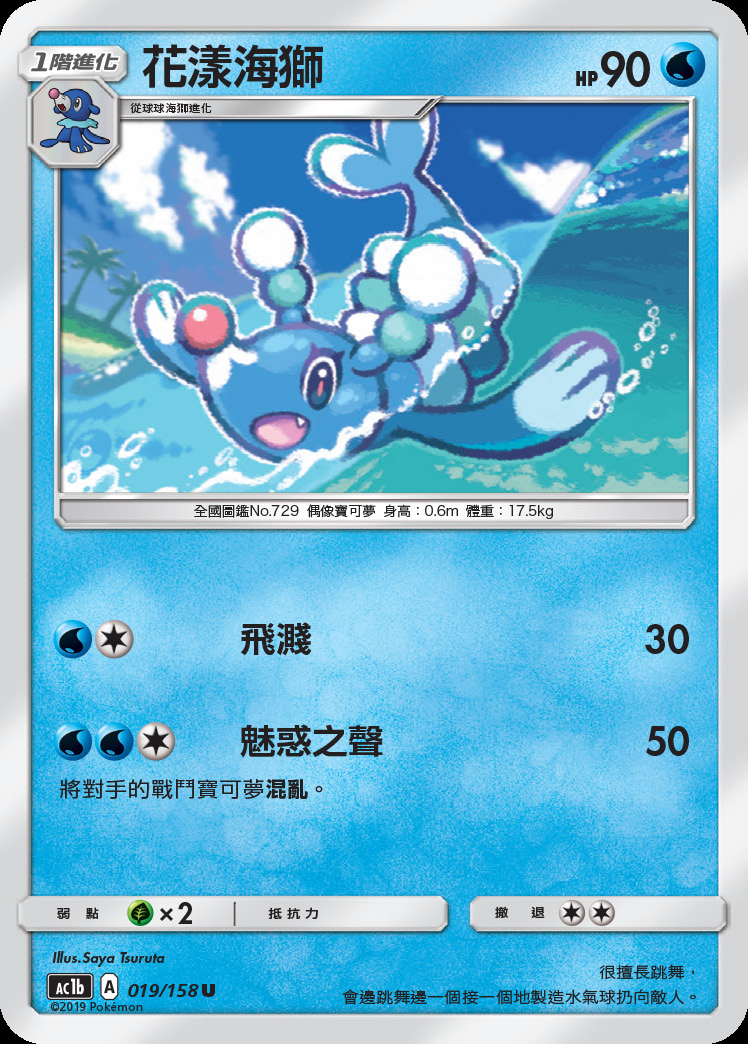 1階進化 花漾海獅 HP90
從球球海獅進化
全國圖鑑No.729 偶像寶可夢 身高：0.6m 體重：17.5kg
飛濺 30
魅惑之聲 50
將對手的戰鬥寶可夢混亂。
弱點 ×2 抵抗力 撤退
Illus.Saya Tsuruta
AC1b A 019/158 U
©2019 Pokémon
很擅長跳舞，
會邊跳舞邊一個接一個地製造水氣球扔向敵人。